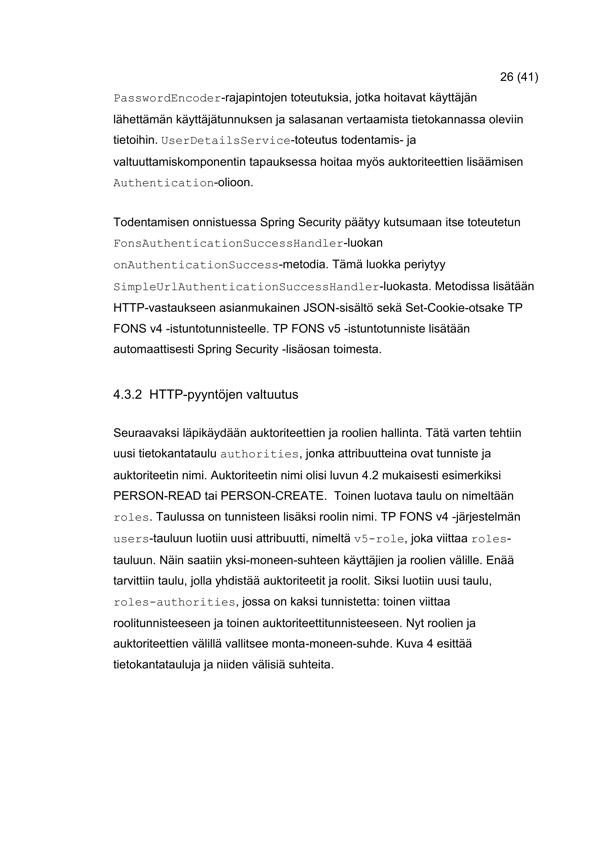 26 (41)
PasswordEncoder-rajapintojen toteutuksia, jotka hoitavat käyttäjän
lähettämän käyttäjätunnuksen ja salasanan vertaamista tietokannassa oleviin
tietoihin. UserDetailsService-toteutus todentamis- ja
valtuuttamiskomponentin tapauksessa hoitaa myös auktoriteettien lisäämisen
Authentication-olioon.
Todentamisen onnistuessa Spring Security päätyy kutsumaan itse toteutetun
FonsAuthenticationSuccessHandler-luokan
onAuthenticationSuccess-metodia. Tämä luokka periytyy
SimpleUrlAuthenticationSuccessHandler-luokasta. Metodissa lisätään
HTTP-vastaukseen asianmukainen JSON-sisältö sekä Set-Cookie-otsake TP
FONS v4 -istuntotunnisteelle. TP FONS v5 -istuntotunniste lisätään
automaattisesti Spring Security -lisäosan toimesta.
4.3.2 HTTP-pyyntöjen valtuutus
Seuraavaksi läpikäydään auktoriteettien ja roolien hallinta. Tätä varten tehtiin
uusi tietokantataulu authorities, jonka attribuutteina ovat tunniste ja
auktoriteetin nimi. Auktoriteetin nimi olisi luvun 4.2 mukaisesti esimerkiksi
PERSON-READ tai PERSON-CREATE.  Toinen luotava taulu on nimeltään
roles. Taulussa on tunnisteen lisäksi roolin nimi. TP FONS v4 -järjestelmän
users-tauluun luotiin uusi attribuutti, nimeltä v5-role, joka viittaa roles-
tauluun. Näin saatiin yksi-moneen-suhteen käyttäjien ja roolien välille. Enää
tarvittiin taulu, jolla yhdistää auktoriteetit ja roolit. Siksi luotiin uusi taulu,
roles-authorities, jossa on kaksi tunnistetta: toinen viittaa
roolitunnisteeseen ja toinen auktoriteettitunnisteeseen. Nyt roolien ja
auktoriteettien välillä vallitsee monta-moneen-suhde. Kuva 4 esittää
tietokantatauluja ja niiden välisiä suhteita.